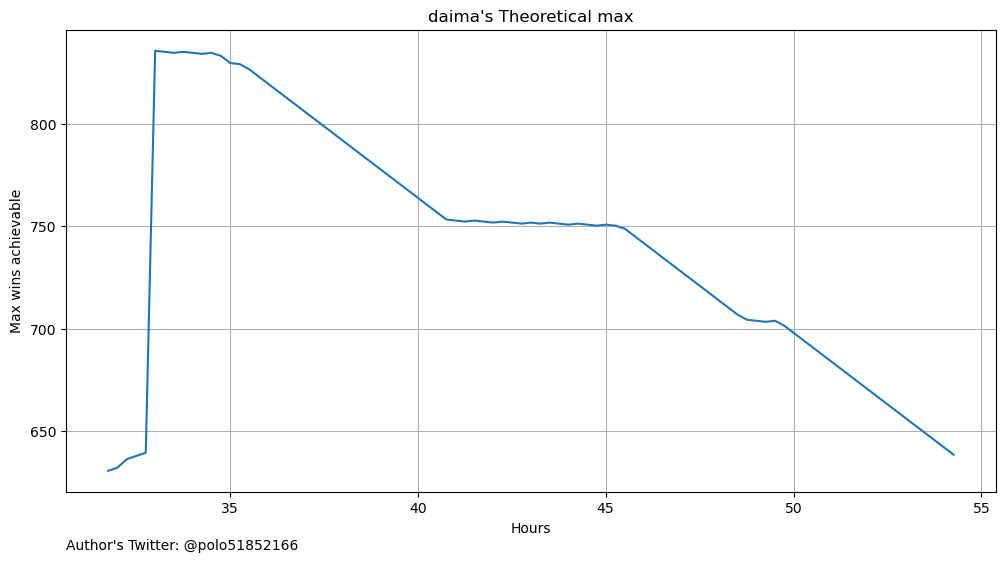 daima's Theoretical max
Max wins achievable
800
750
700
650
35
40
45
50
55
Hours
Author's Twitter: @polo51852166